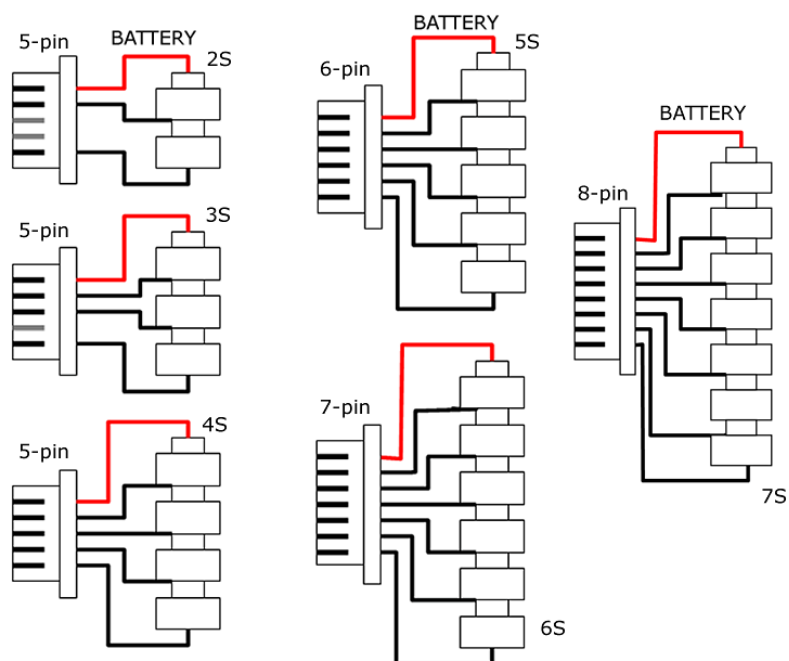 BATTERY
5-pin
2S
5-pin
3S
5-pin
4S
BATTERY
6-pin
5S
7-pin
6S
BATTERY
8-pin
7S